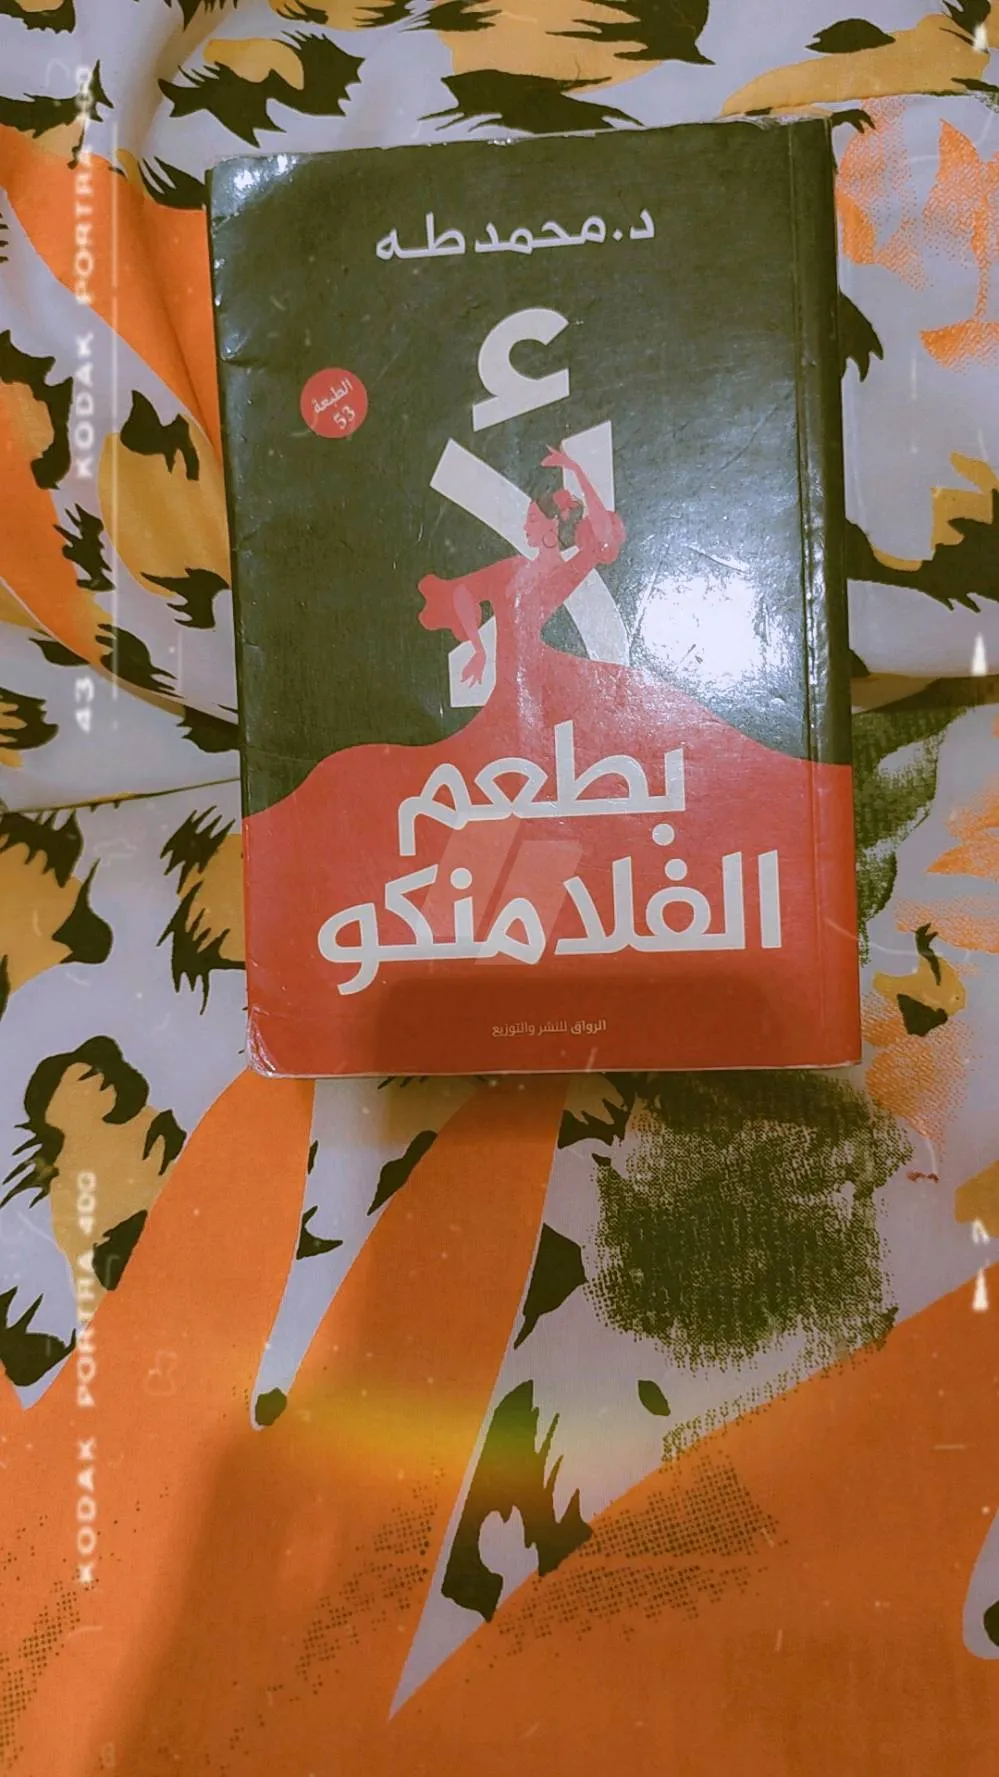 د.محمد طه
لأ
الطبعة
53
بطعم
الفلامنكو
الرواق للنشر والتوزيع
KODAK PORTRA 400
43
KODAK PORTRA 400